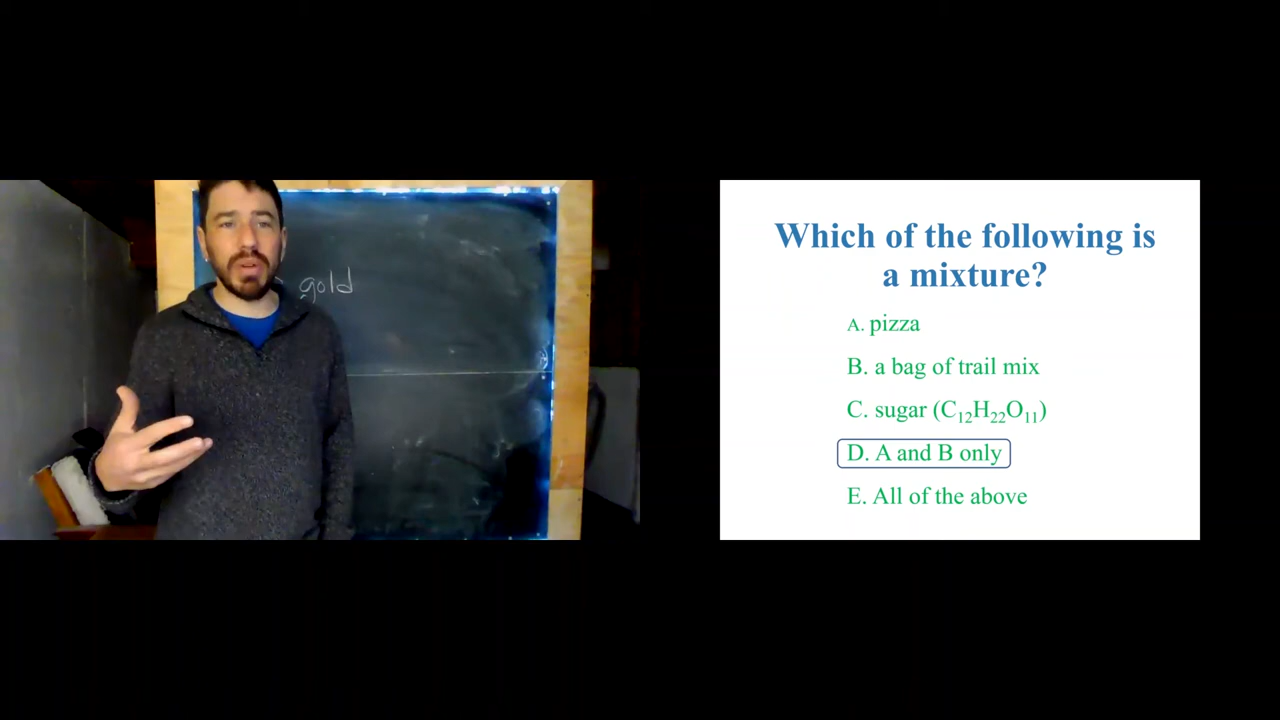 gold
Which of the following is
a mixture?
A. pizza
B. a bag of trail mix
C. sugar (C₁₂H₂₂O₁₁)
D. A and B only
E. All of the above